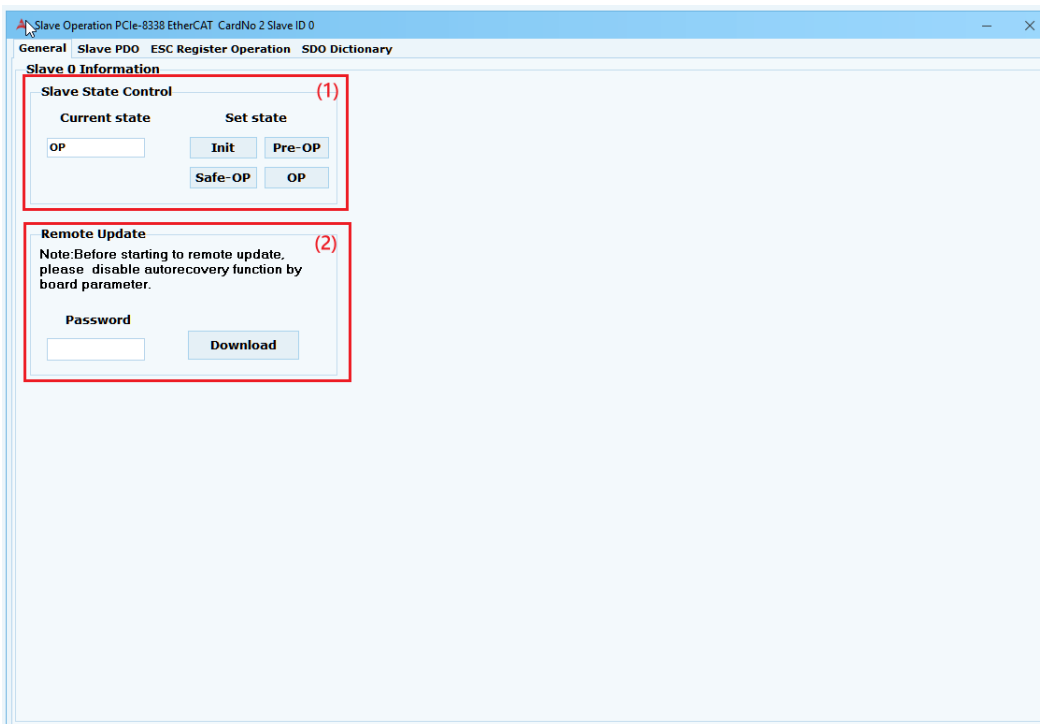 Slave Operation PCIe-8338 EtherCAT CardNo 2 Slave ID 0
General Slave PDO ESC Register Operation SDO Dictionary
Slave 0 Information
Slave State Control (1)
Current state Set state
OP Init Pre-OP
Safe-OP OP
Remote Update (2)
Note:Before starting to remote update,
please disable autorecovery function by
board parameter.
Password
Download